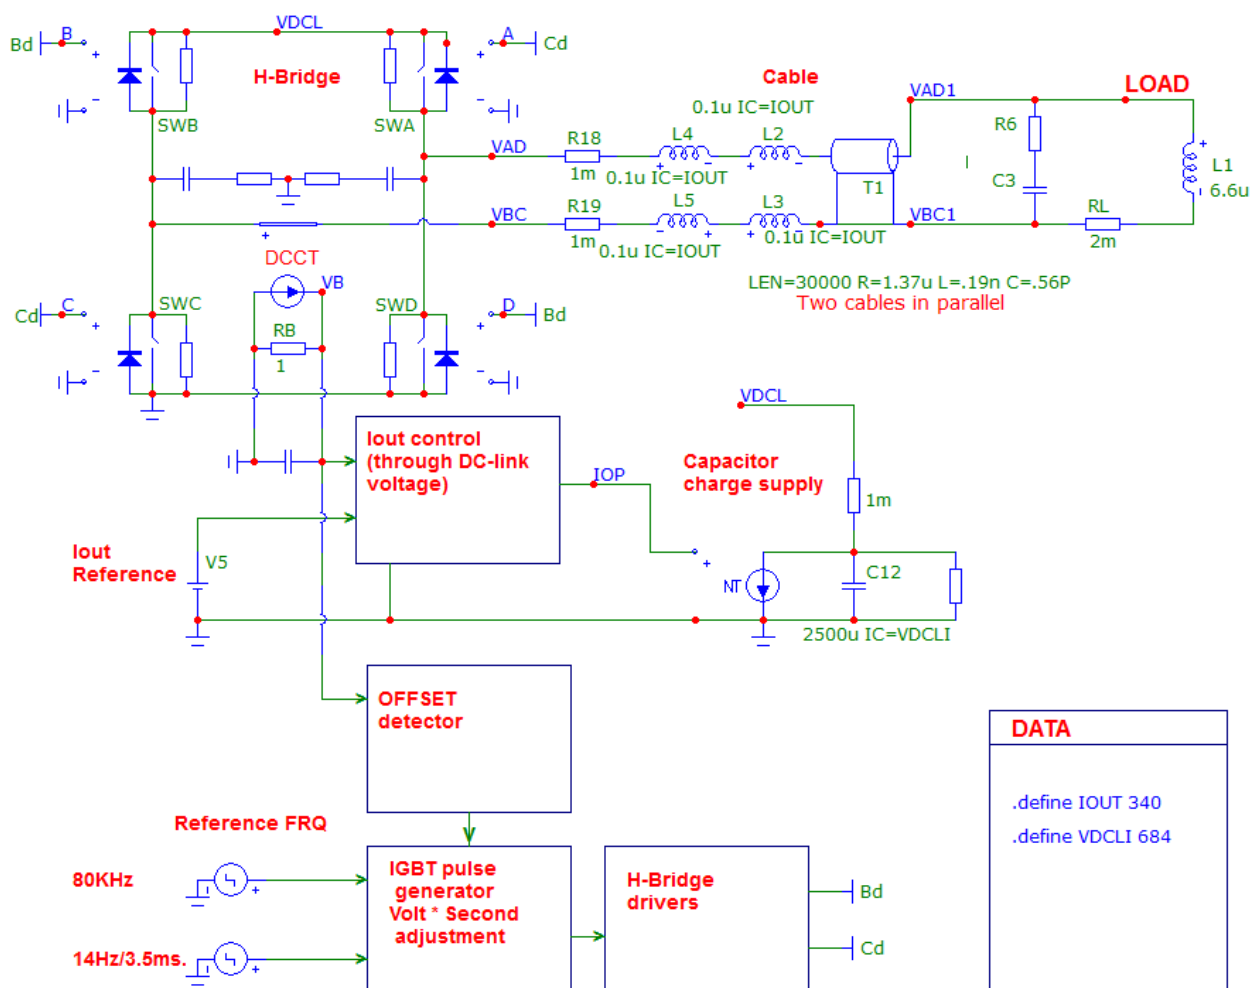 VDCL
B
Bd
A
Cd
+
+
H-Bridge
Cable
LOAD
-
-
SWB
SWA
0.1u IC=IOUT
VAD1
R18
L4
L2
R6
VAD
1m
+
-
+
-
0.1u IC=IOUT
T1
C3
L1
+
-
6.6u
VBC
R19
L5
L3
VBC1
RL
+
1m
-
+
-
+
0.1u IC=IOUT
0.1u IC=IOUT
2m
DCCT
VB
LEN=30000 R=1.37u L=.19n C=.56P
Two cables in parallel
SWC
SWD
C
Cd
D
Bd
+
+
RB
1
-
-
VDCL
Iout control
(through DC-link
voltage)
IOP
Capacitor
charge supply
1m
Iout
Reference
V5
+
NT
C12
2500u IC=VDCLI
OFFSET
detector
DATA
.define IOUT 340
.define VDCLI 684
Reference FRQ
80KHz
+
IGBT pulse
generator
Volt * Second
adjustment
H-Bridge
drivers
Bd
Cd
14Hz/3.5ms.
+